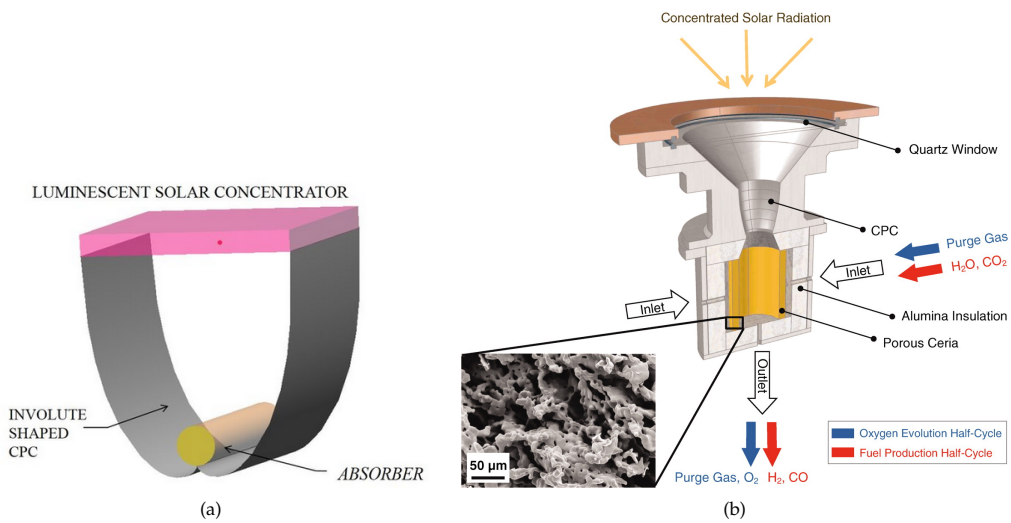 LUMINESCENT SOLAR CONCENTRATOR
INVOLUTE
SHAPED
CPC
ABSORBER
(a)
Concentrated Solar Radiation
Quartz Window
CPC
Purge Gas
H₂O, CO₂
Inlet
Inlet
Alumina Insulation
Porous Ceria
Outlet
50 µm
Oxygen Evolution Half-Cycle
Fuel Production Half-Cycle
Purge Gas, O₂ H₂, CO
(b)